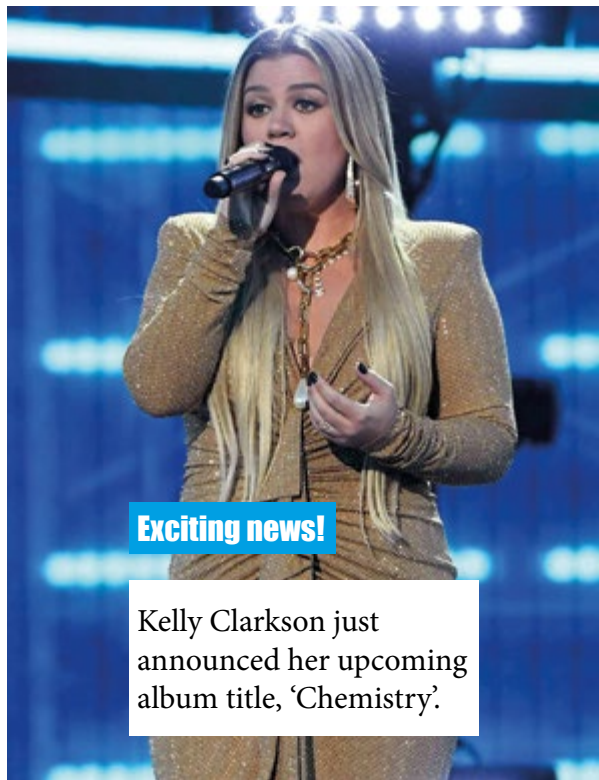 Exciting news!
Kelly Clarkson just
announced her upcoming
album title, ‘Chemistry’.